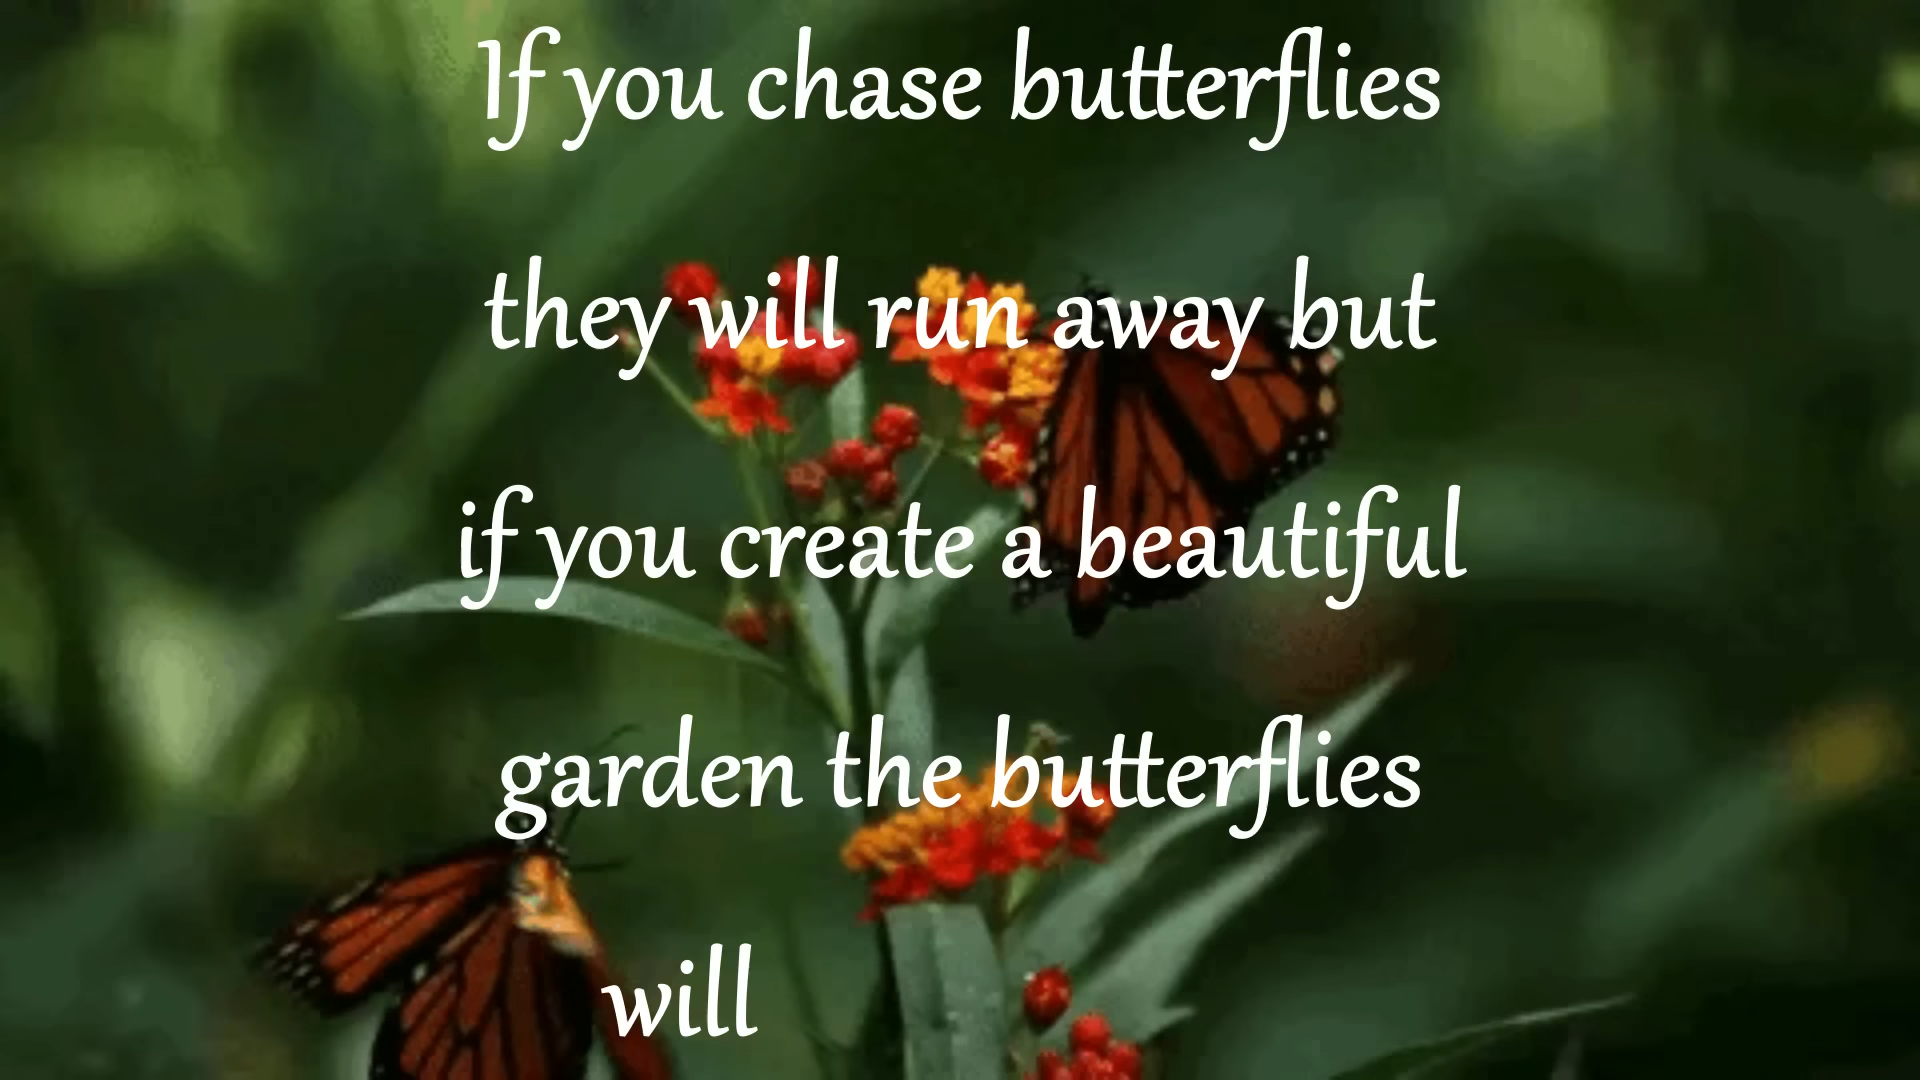 If you chase butterflies
they will run away but
if you create a beautiful
garden the butterflies
will